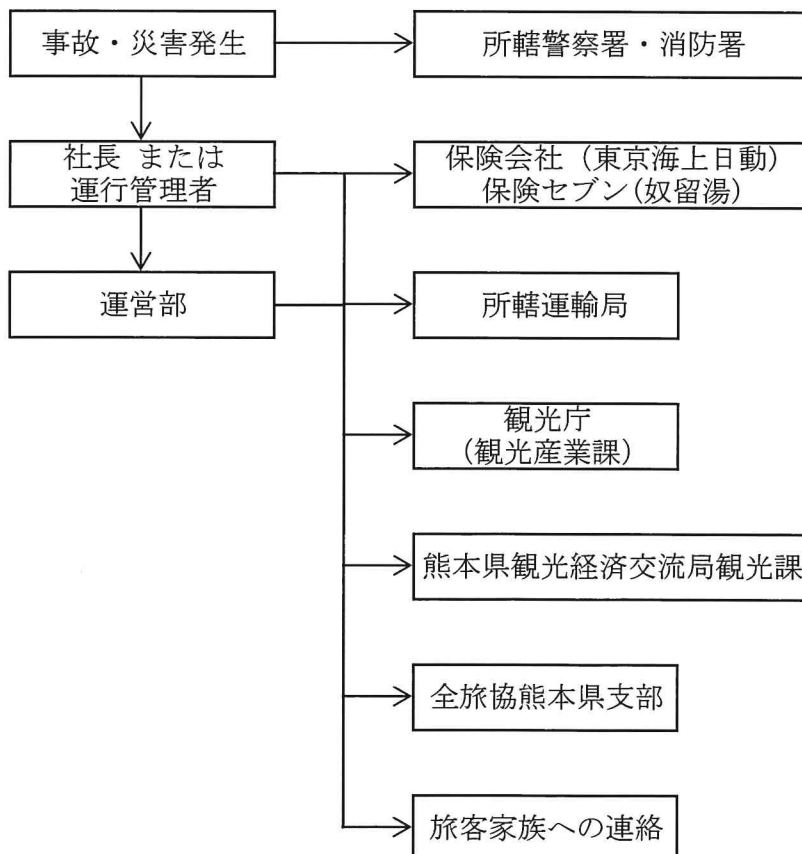 事故・災害発生
所轄警察署・消防署
社長 または
運行管理者
保険会社（東京海上日動）
保険セブン(奴留湯)
運営部
所轄運輸局
観光庁
(観光産業課)
熊本県観光経済交流局観光課
全旅協熊本県支部
旅客家族への連絡